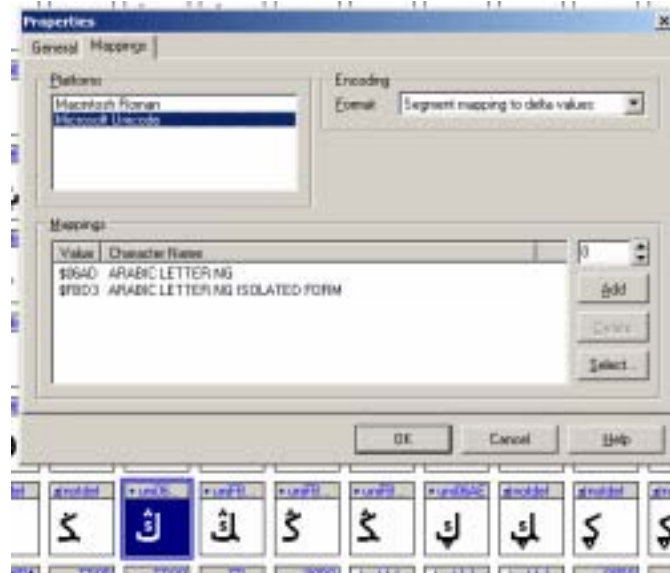 Properties
General Mappings
Platforms
Macintosh Roman
Microsoft Unicode
Encoding
Format Segment mapping to delta values
Mappings
Value Character Name
$06AD ARABIC LETTER NG
$FBD3 ARABIC LETTER NG ISOLATED FORM
0
Add
Delete
Select...
OK Cancel Help